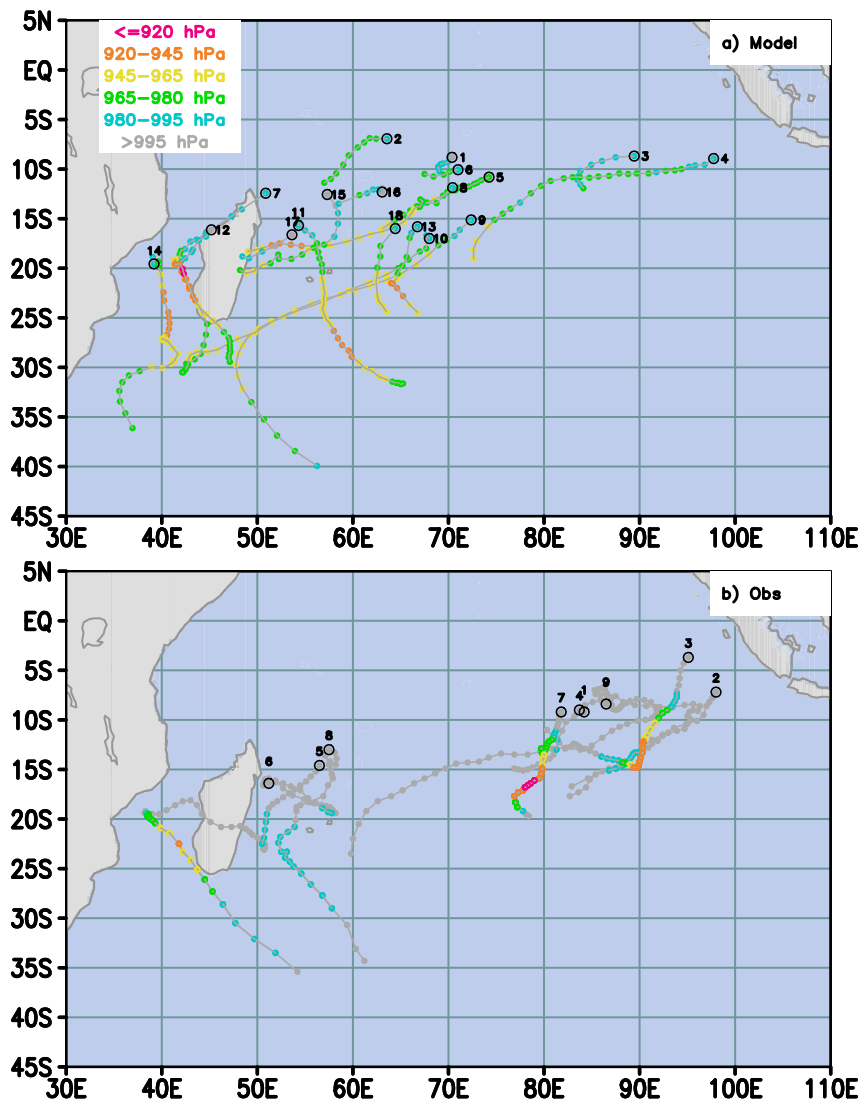 5N
<=920 hPa
a) Model
920-945 hPa
EQ
945-965 hPa
5S
965-980 hPa
980-995 hPa
>995 hPa
2
1
3
4
10S
6
5
7
15
16
8
15S
11
18
13
9
12
17
10
14
20S
25S
30S
35S
40S
45S
30E 40E 50E 60E 70E 80E 90E 100E 110E
5N
b) Obs
EQ
3
5S
2
9
1
4
7
10S
8
5
6
15S
20S
25S
30S
35S
40S
45S
30E 40E 50E 60E 70E 80E 90E 100E 110E